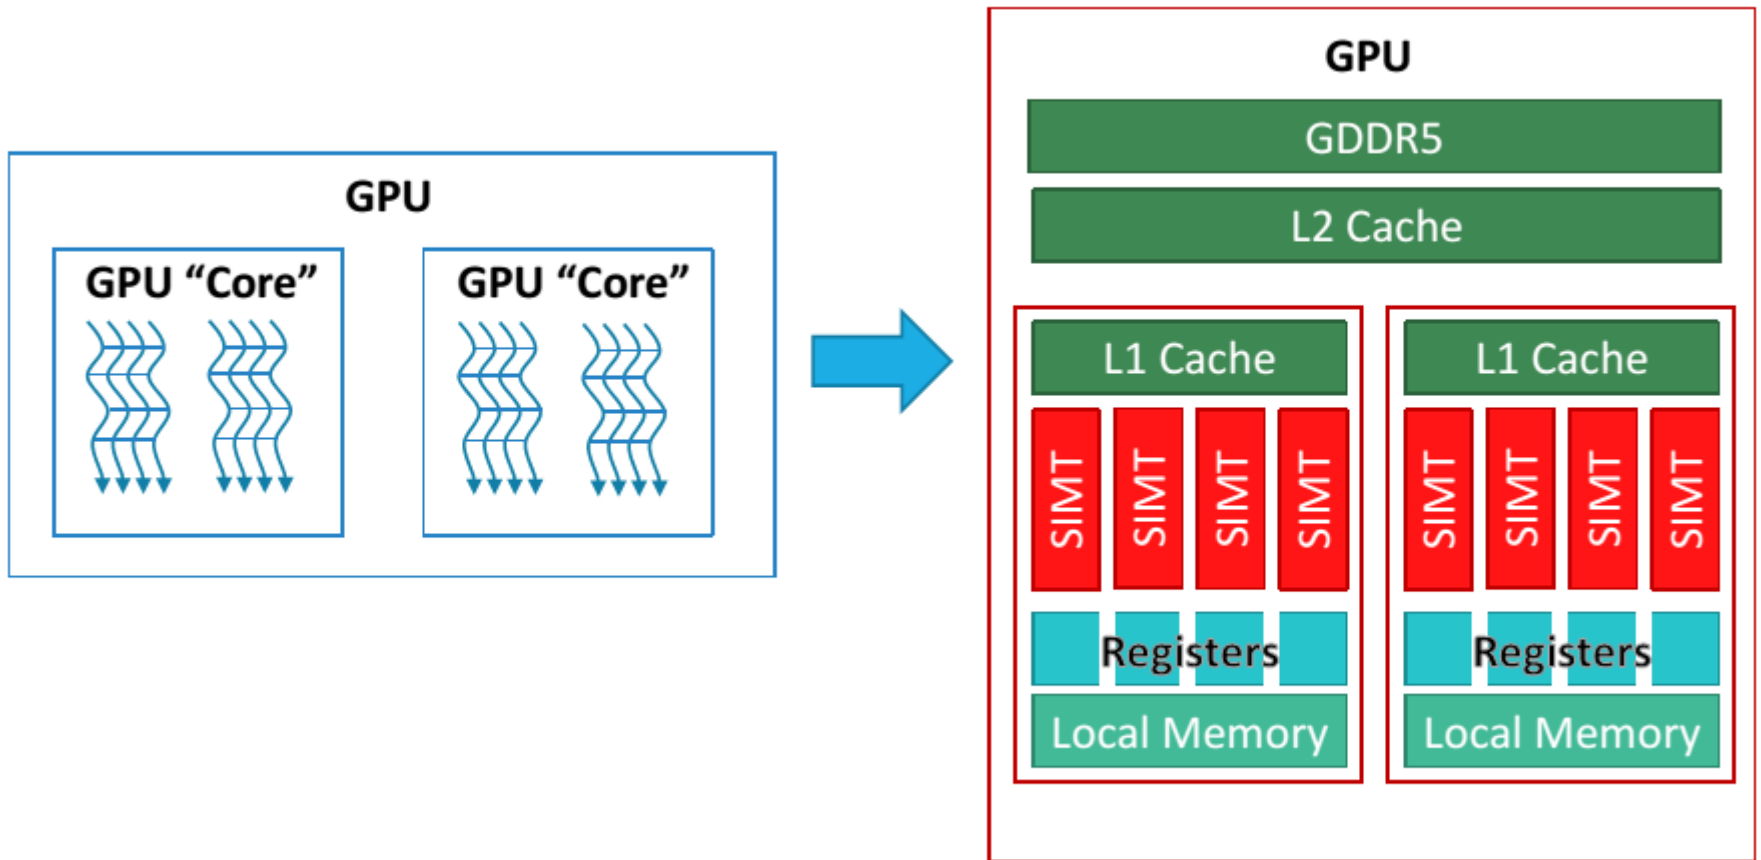 GPU
GPU “Core”
GPU “Core”
GPU
GDDR5
L2 Cache
L1 Cache
SIMT
SIMT
SIMT
SIMT
Registers
Local Memory
L1 Cache
SIMT
SIMT
SIMT
SIMT
Registers
Local Memory